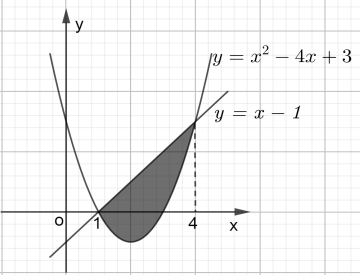 y
y = x² − 4x + 3
y = x − 1
o
1
4
x